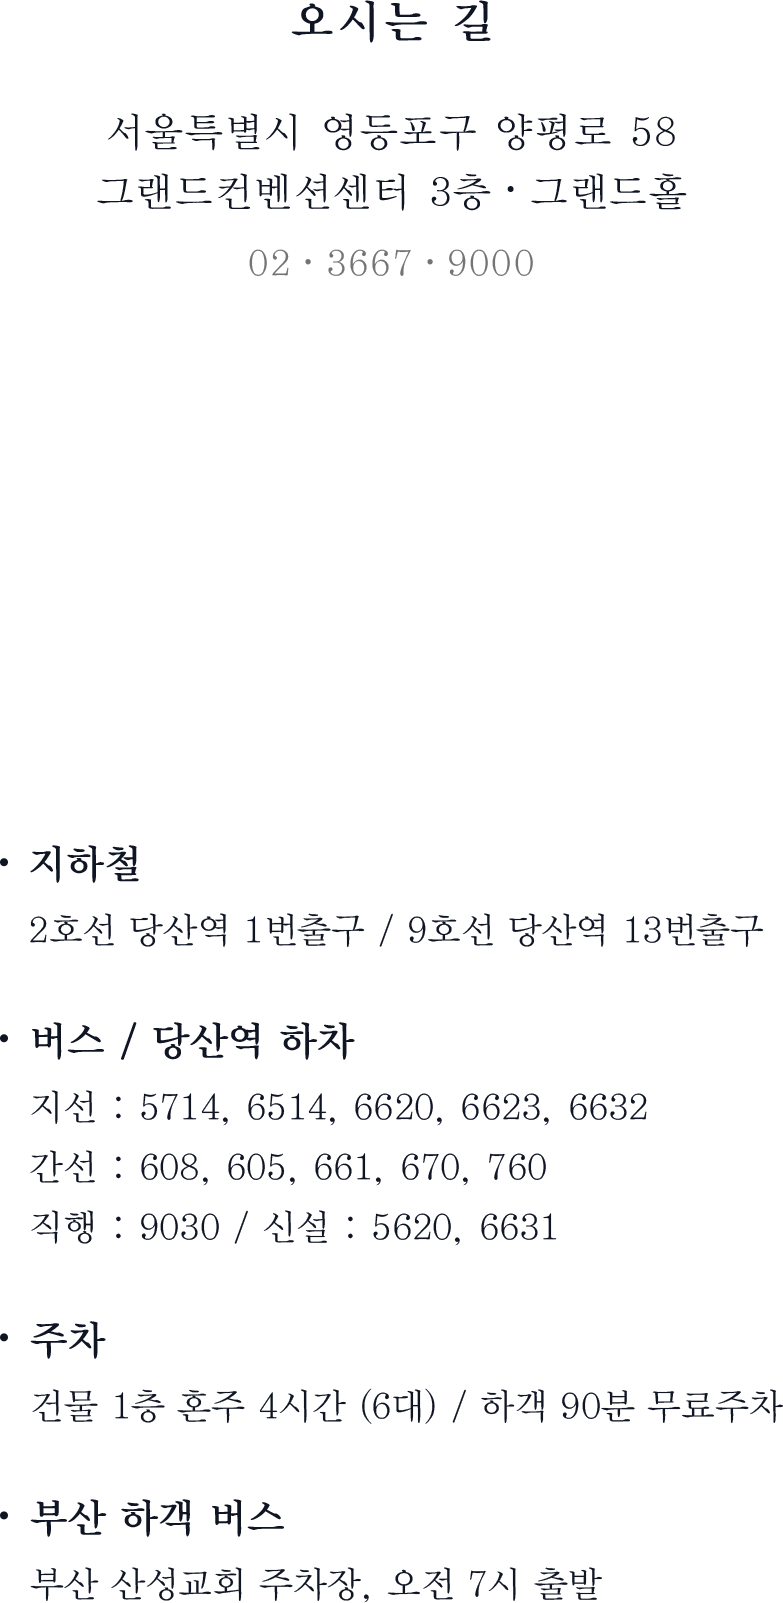 오시는 길
서울특별시 영등포구 양평로 58
그랜드컨벤션센터 3층・그랜드홀
02・3667・9000
・ 지하철
2호선 당산역 1번출구 / 9호선 당산역 13번출구
・ 버스 / 당산역 하차
지선 : 5714, 6514, 6620, 6623, 6632
간선 : 608, 605, 661, 670, 760
직행 : 9030 / 신설 : 5620, 6631
・ 주차
건물 1층 혼주 4시간 (6대) / 하객 90분 무료주차
・ 부산 하객 버스
부산 산성교회 주차장, 오전 7시 출발